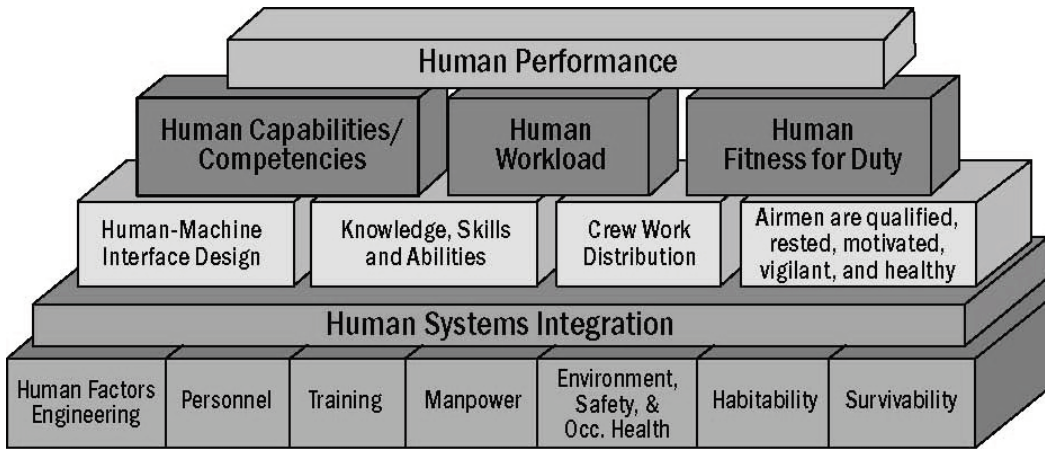 Human Performance
Human Capabilities/
Competencies
Human
Workload
Human
Fitness for Duty
Human-Machine
Interface Design
Knowledge, Skills
and Abilities
Crew Work
Distribution
Airmen are qualified,
rested, motivated,
vigilant, and healthy
Human Systems Integration
Human Factors
Engineering
Personnel
Training
Manpower
Environment,
Safety, &
Occ. Health
Habitability
Survivability